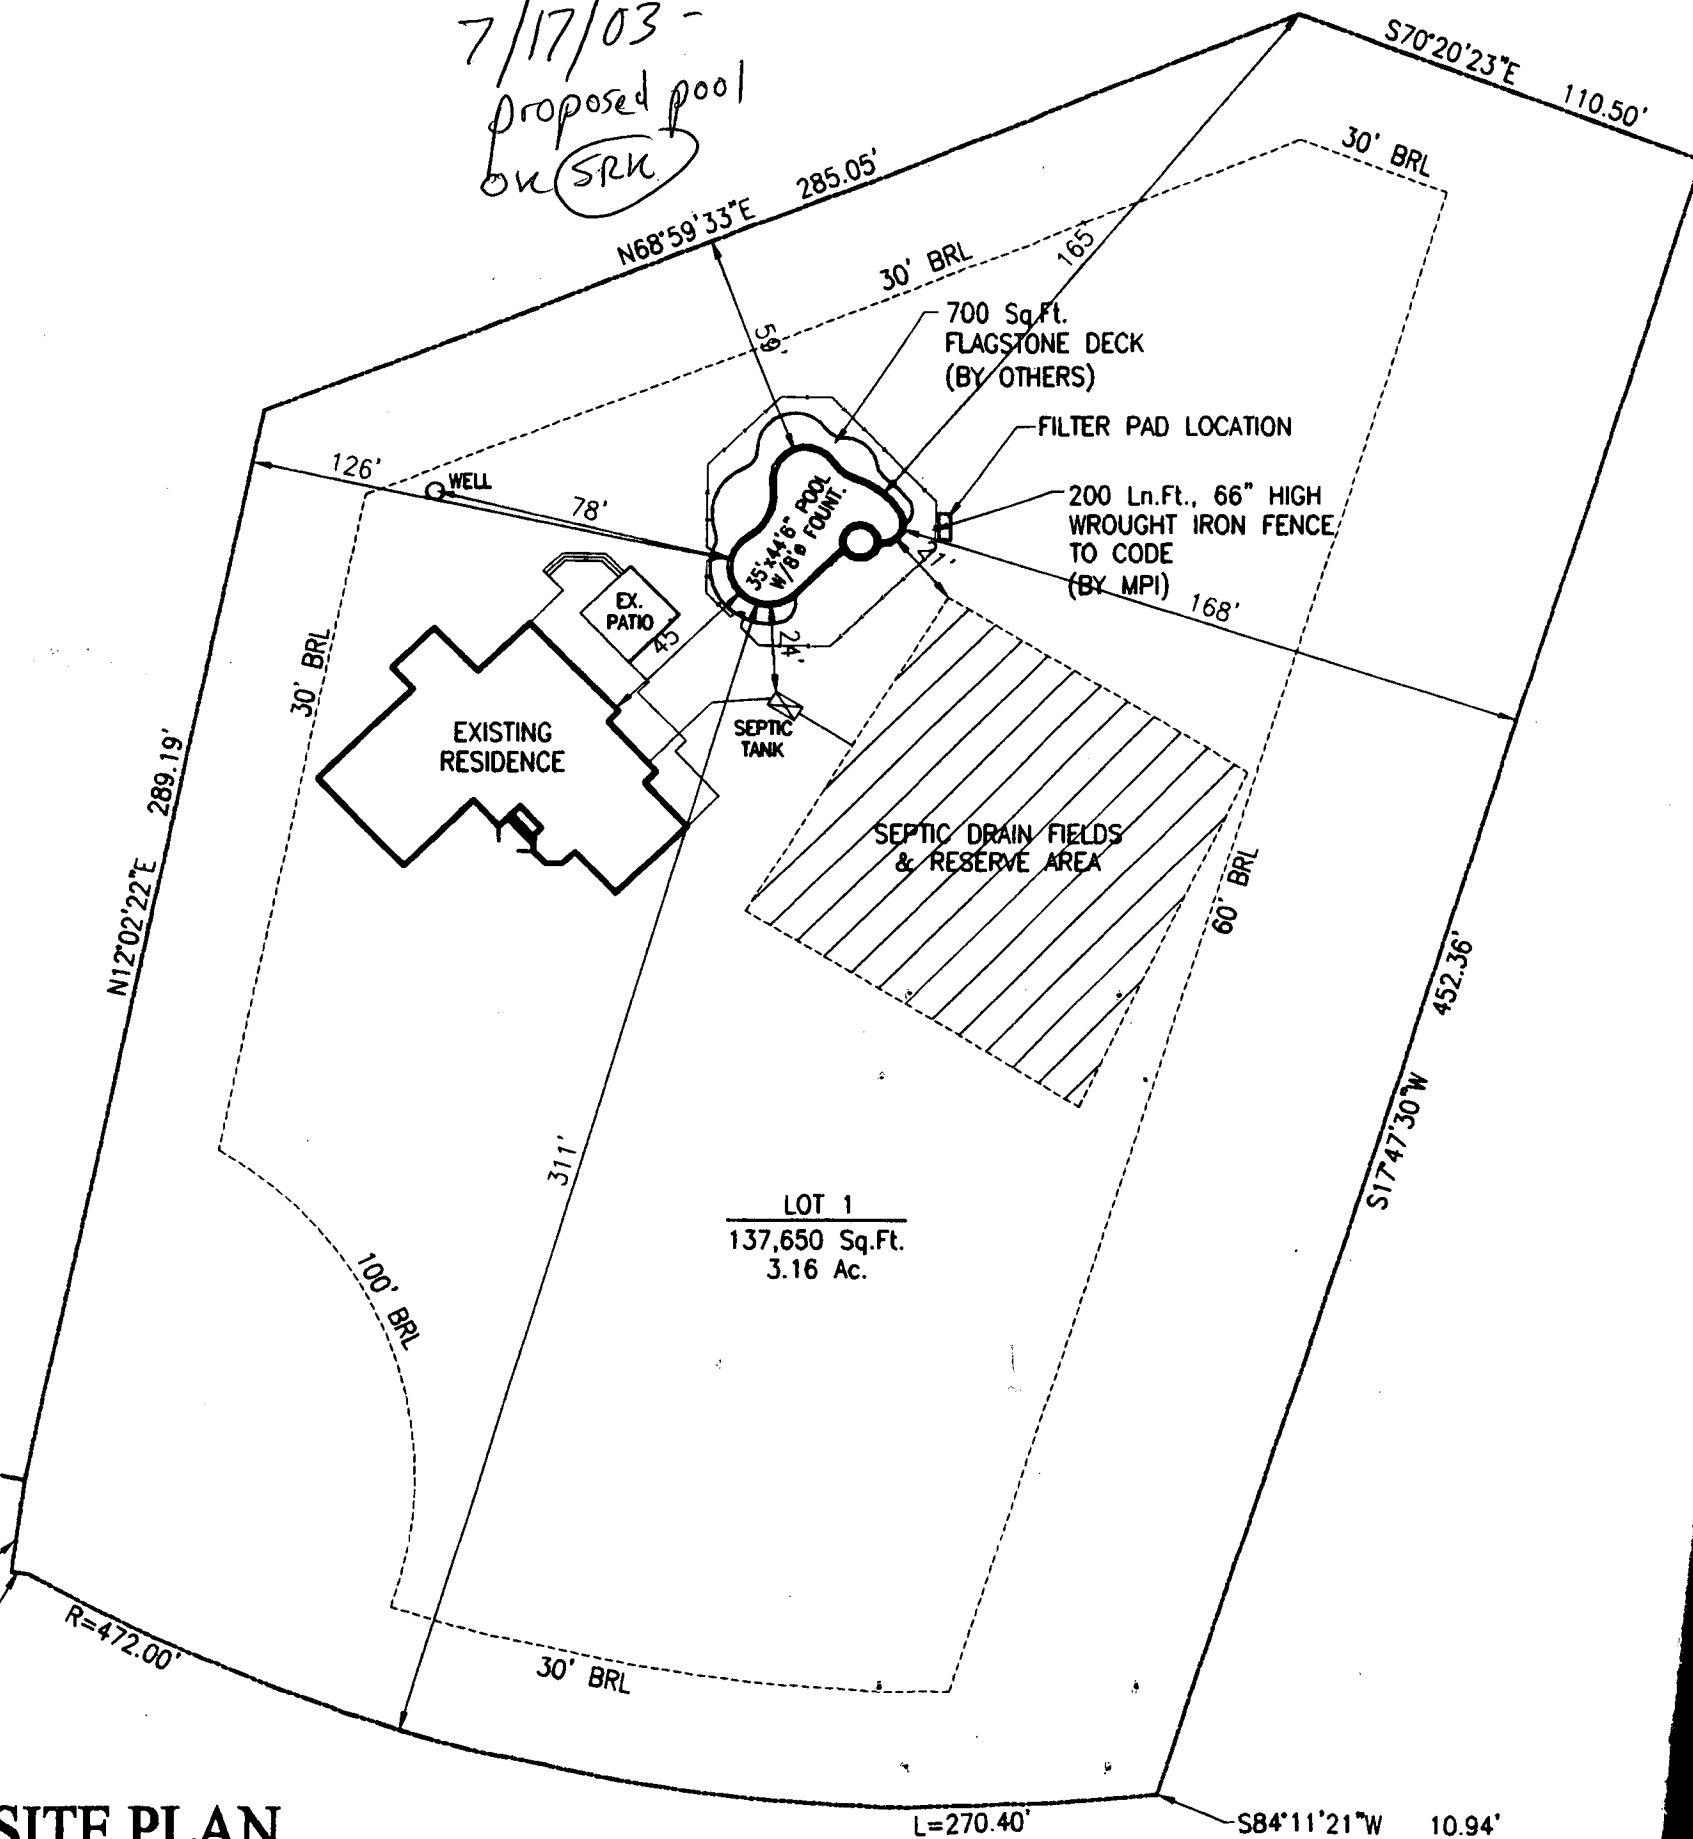 7/17/03 -
proposed pool
OK SRK
S70°20'23"E 110.50'
30' BRL
N68°59'33"E 285.05'
30' BRL
165'
59'
700 Sq.Ft.
FLAGSTONE DECK
(BY OTHERS)
FILTER PAD LOCATION
200 Ln.Ft., 66" HIGH
WROUGHT IRON FENCE
TO CODE
(BY MPI)
126'
WELL
78'
35'x44'6" POOL
W/8'ø FOUNT.
21'
168'
EX.
PATIO
45'
24'
30' BRL
EXISTING
RESIDENCE
SEPTIC
TANK
N12°02'22"E 289.19'
SEPTIC DRAIN FIELDS
& RESERVE AREA
60' BRL
S17°47'30"W 452.36'
311'
LOT 1
137,650 Sq.Ft.
3.16 Ac.
100' BRL
30' BRL
R=472.00'
L=270.40'
S84°11'21"W 10.94'
SITE PLAN